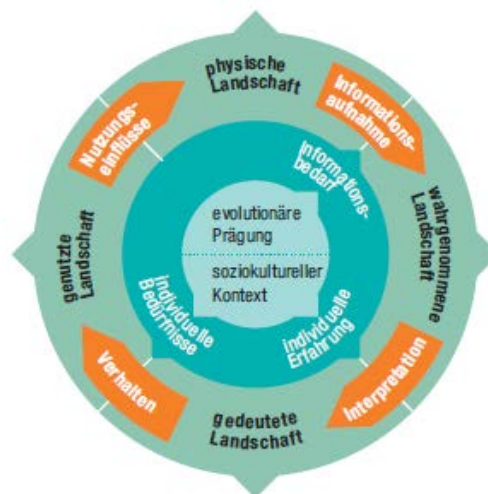 physische
Landschaft
Informations-
aufnahme
wahrgenommene
Landschaft
Interpretation
gedeutete
Landschaft
Verhalten
genutzte
Landschaft
Nutzungs-
einflüsse
Informations-
bedarf
individuelle
Erfahrung
individuelle
Bedürfnisse
evolutionäre
Prägung
soziokultureller
Kontext